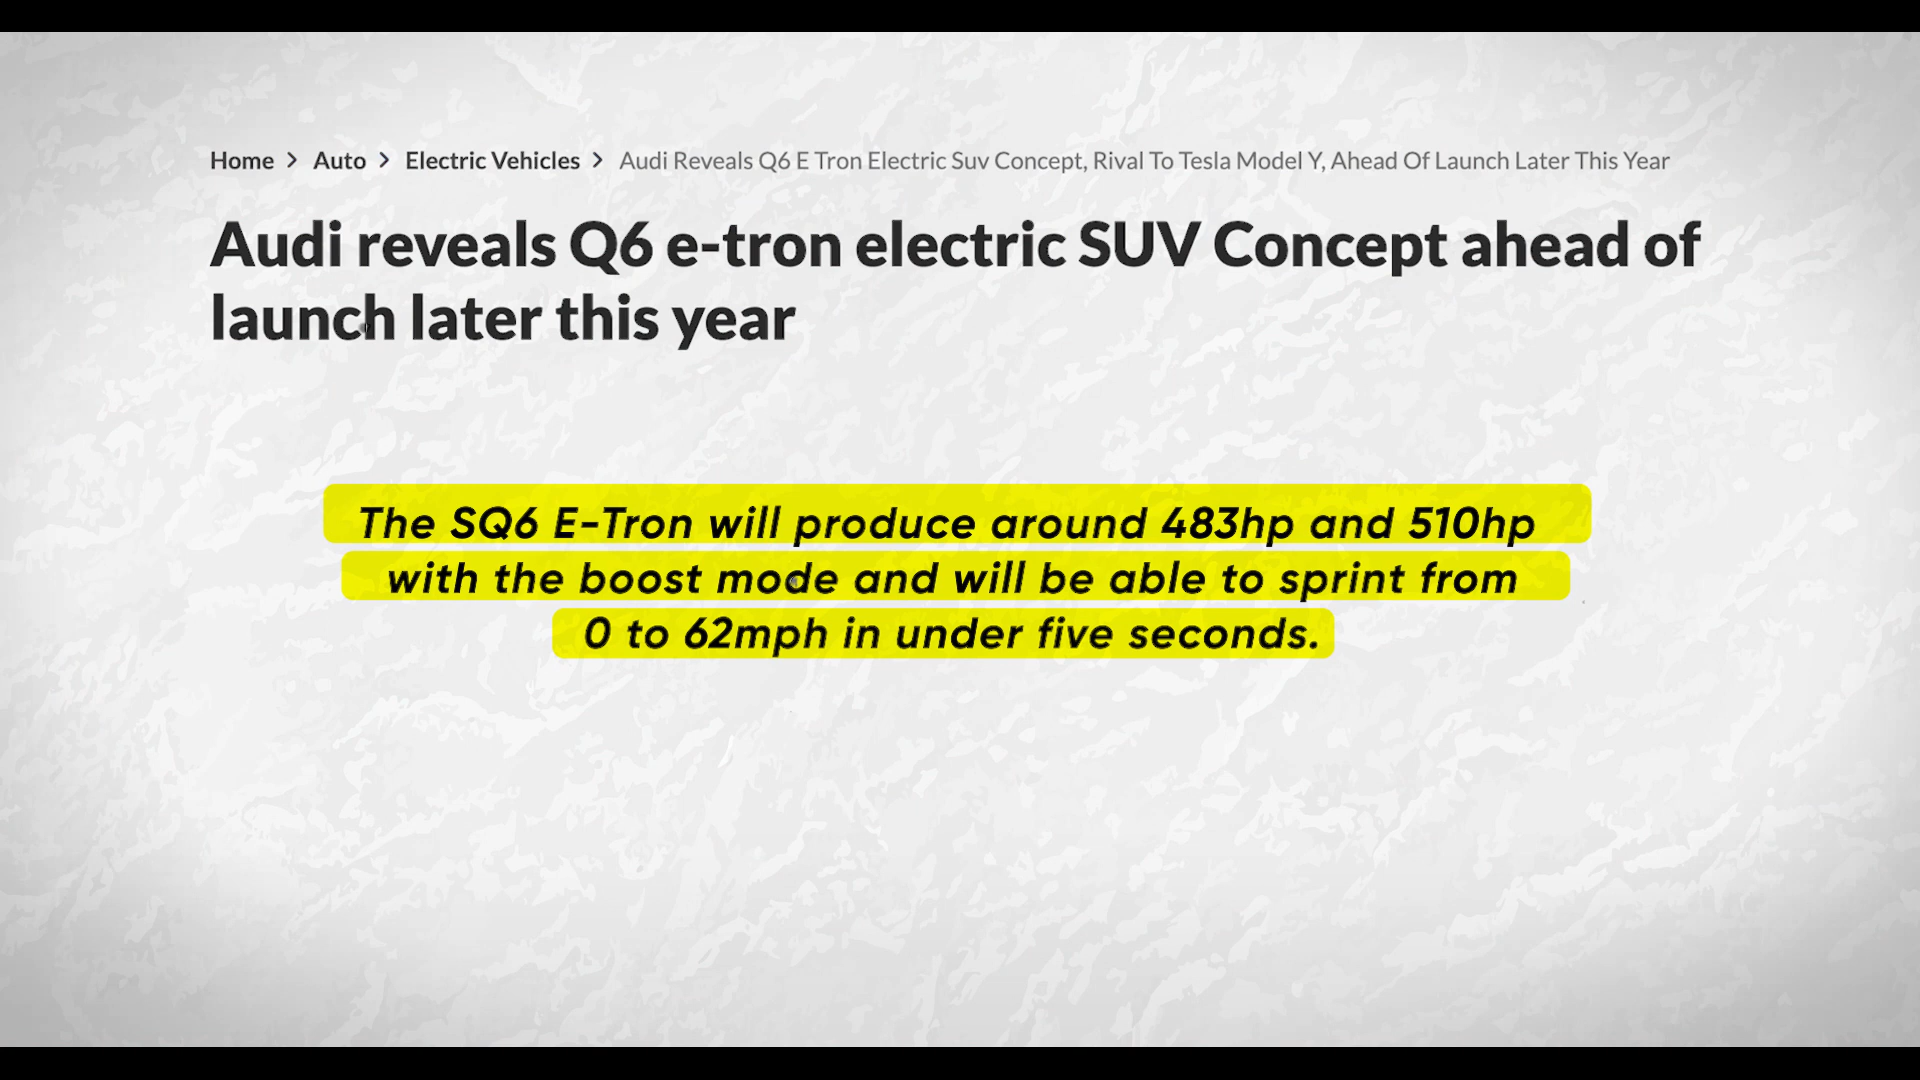 Home > Auto > Electric Vehicles > Audi Reveals Q6 E Tron Electric Suv Concept, Rival To Tesla Model Y, Ahead Of Launch Later This Year
Audi reveals Q6 e-tron electric SUV Concept ahead of
launch later this year
The SQ6 E-Tron will produce around 483hp and 510hp
with the boost mode and will be able to sprint from
0 to 62mph in under five seconds.